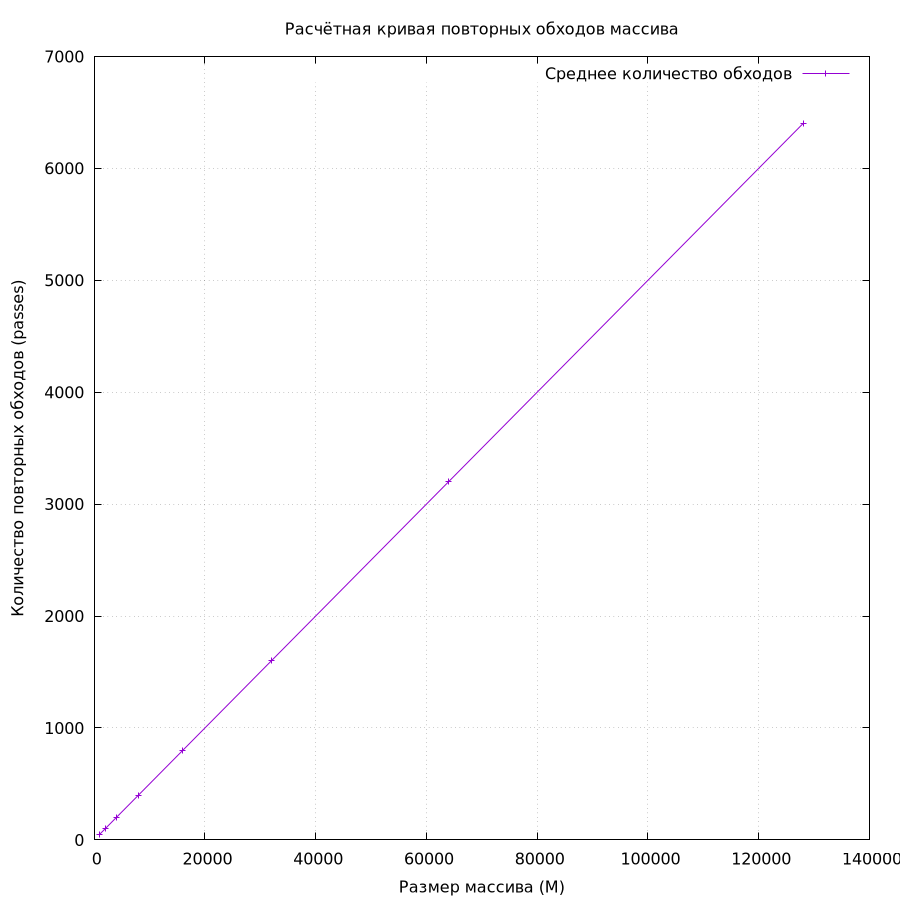 Расчётная кривая повторных обходов массива
7000
Среднее количество обходов
6000
5000
4000
3000
2000
1000
0
Количество повторных обходов (passes)
0 20000 40000 60000 80000 100000 120000 140000
Размер массива (M)